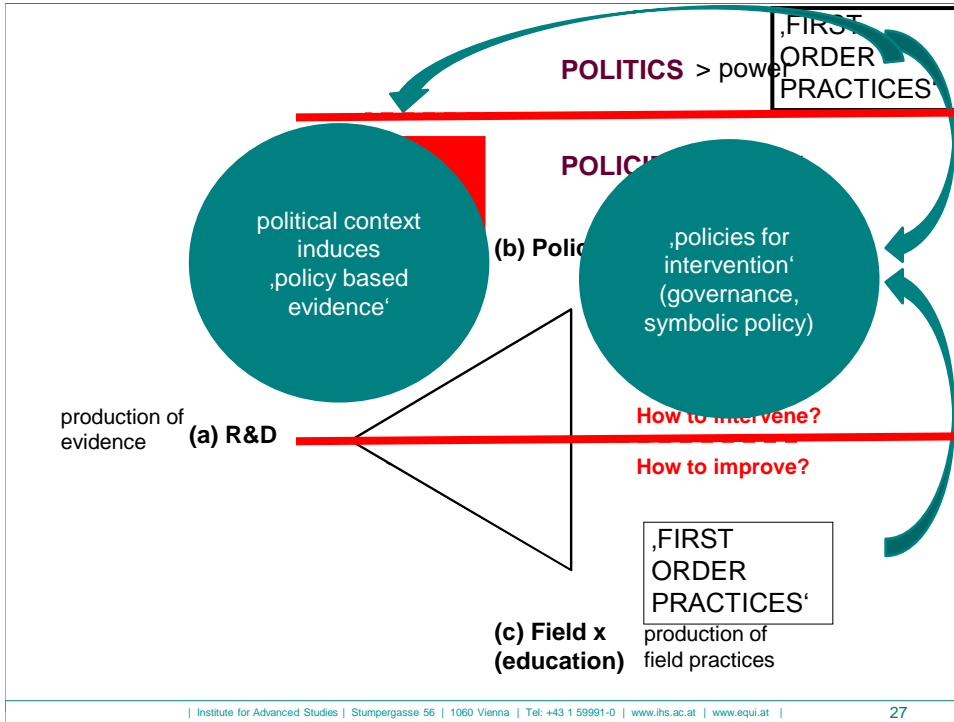 ‚FIRST
ORDER
PRACTICES‘
POLITICS > power
POLICI
political context
induces
‚policy based
evidence‘
(b) Polic
‚policies for
intervention‘
(governance,
symbolic policy)
production of
evidence
(a) R&D
How to intervene?
How to improve?
‚FIRST
ORDER
PRACTICES‘
(c) Field x
(education)
production of
field practices
| Institute for Advanced Studies | Stumpergasse 56 | 1060 Vienna | Tel: +43 1 59991-0 | www.ihs.ac.at | www.equi.at |
27